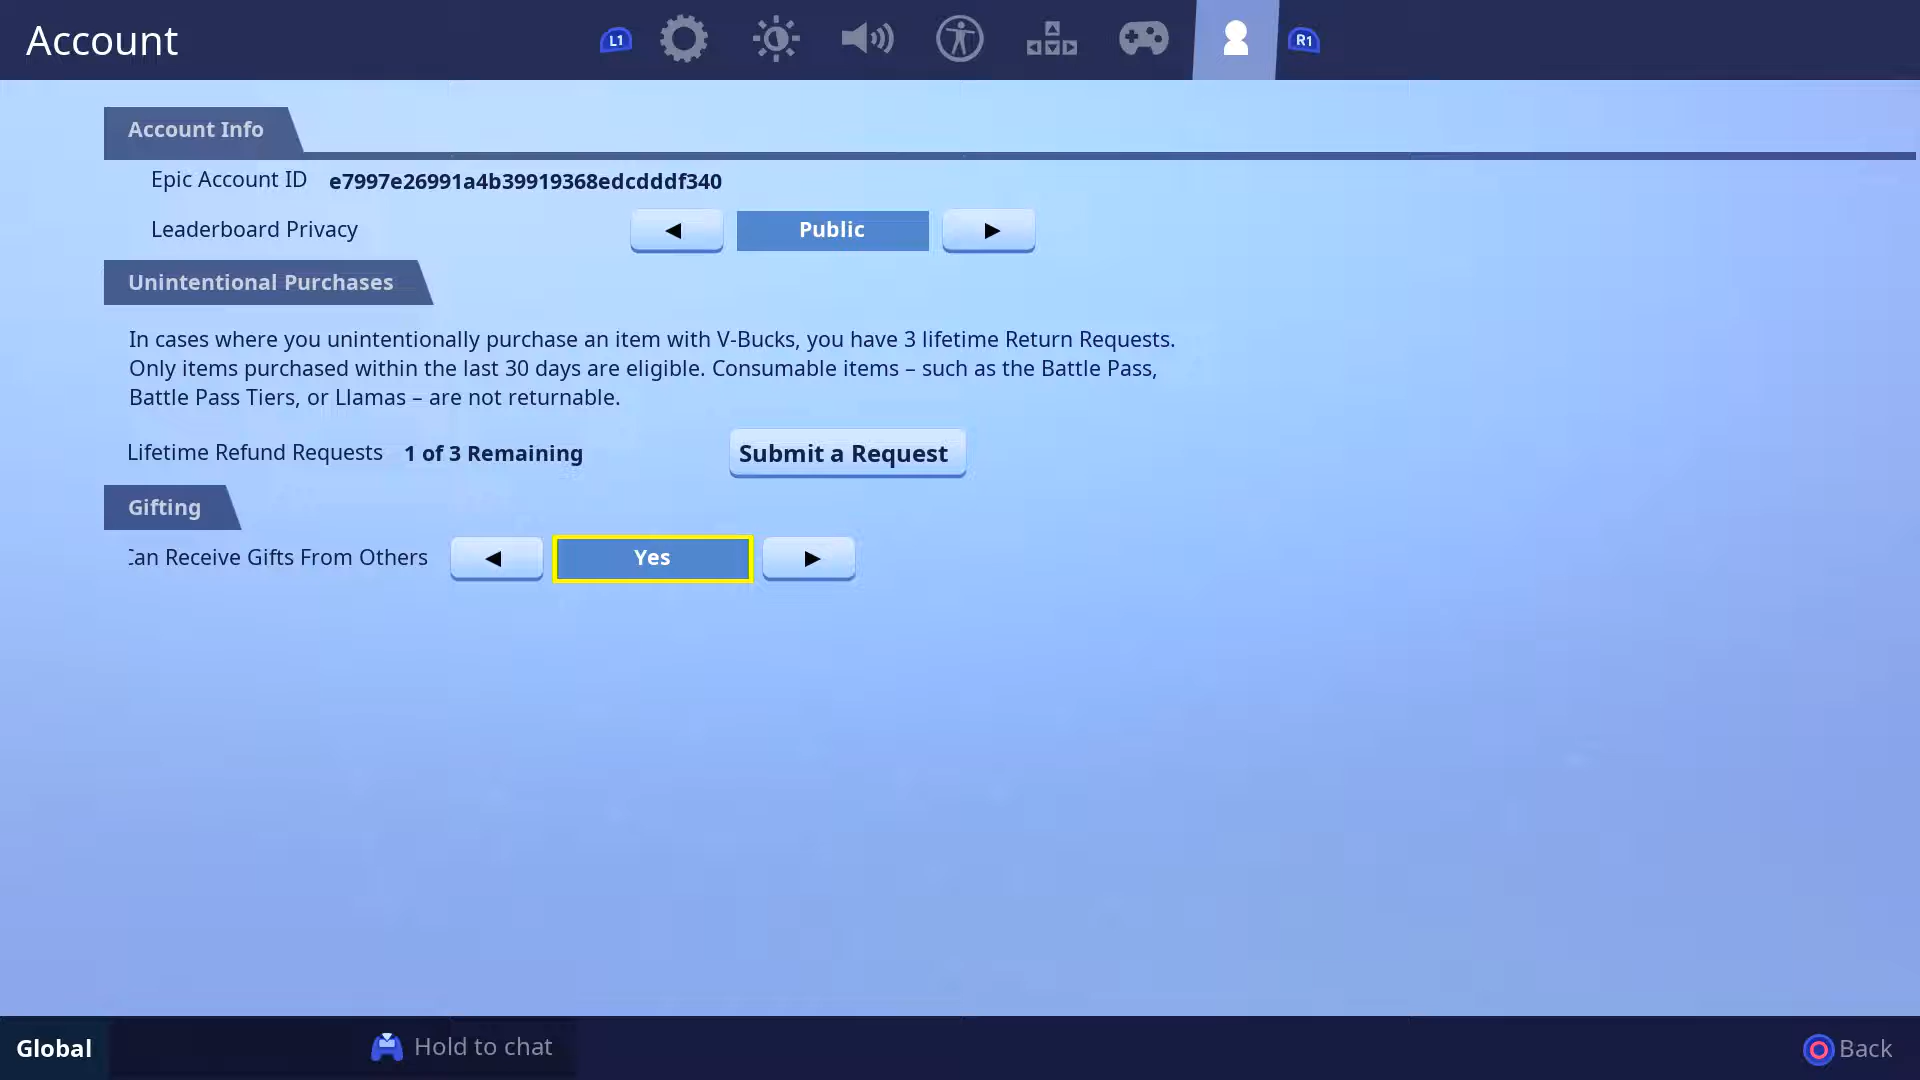 Account
L1
R1
Account Info
Epic Account ID e7997e26991a4b39919368edcdddf340
Leaderboard Privacy Public
Unintentional Purchases
In cases where you unintentionally purchase an item with V-Bucks, you have 3 lifetime Return Requests.
Only items purchased within the last 30 days are eligible. Consumable items – such as the Battle Pass,
Battle Pass Tiers, or Llamas – are not returnable.
Lifetime Refund Requests 1 of 3 Remaining Submit a Request
Gifting
Can Receive Gifts From Others Yes
Global Hold to chat Back